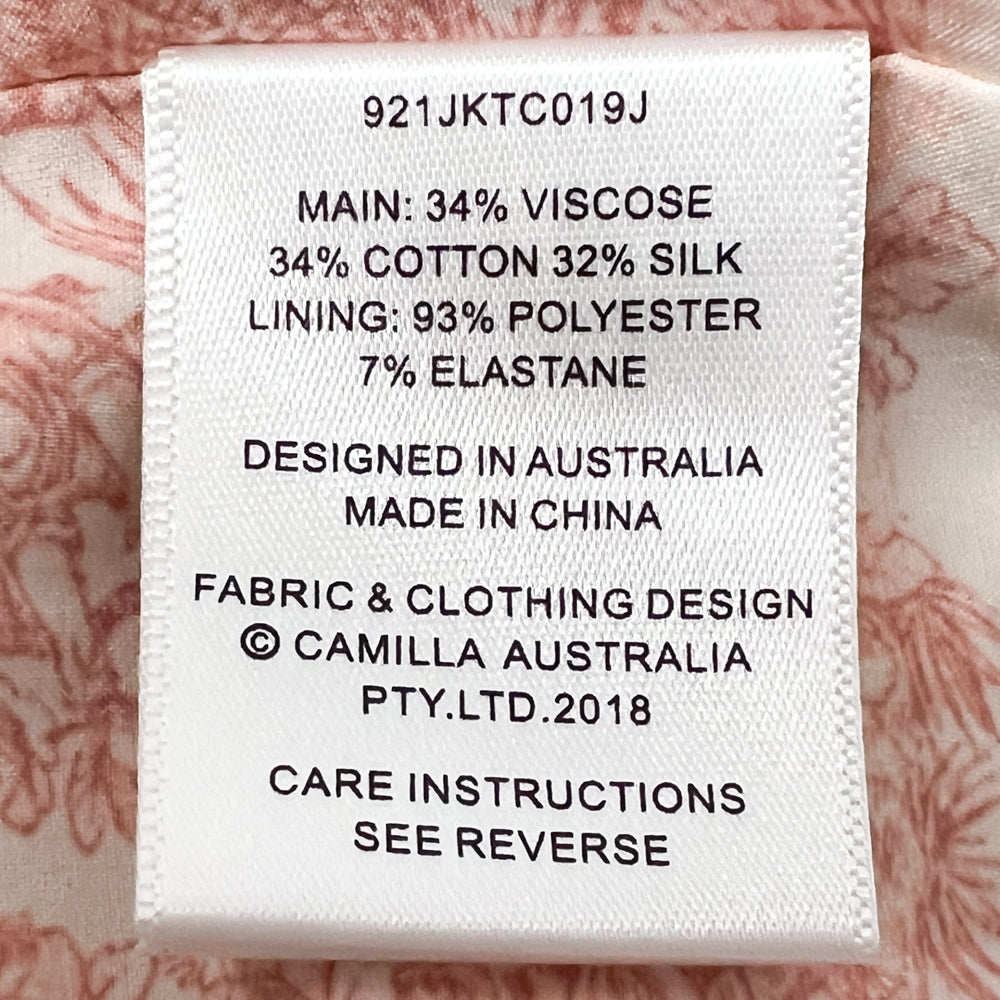 921JKTC019J
MAIN: 34% VISCOSE
34% COTTON 32% SILK
LINING: 93% POLYESTER
7% ELASTANE
DESIGNED IN AUSTRALIA
MADE IN CHINA
FABRIC & CLOTHING DESIGN
© CAMILLA AUSTRALIA
PTY.LTD.2018
CARE INSTRUCTIONS
SEE REVERSE